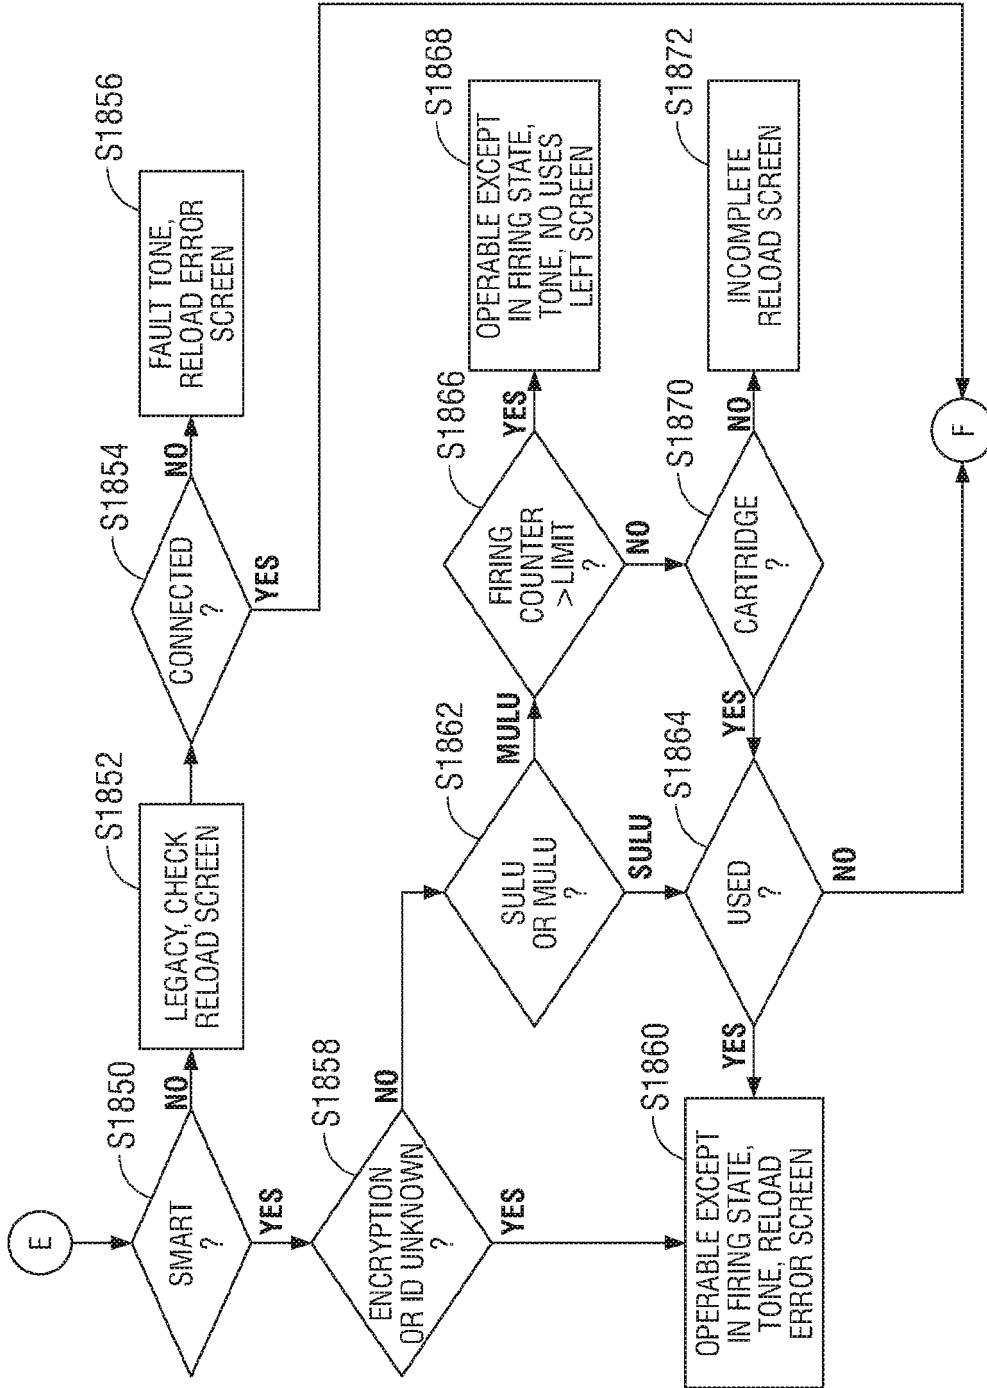 E
SMART
?
S1850
NO
YES
LEGACY, CHECK
RELOAD SCREEN
S1852
CONNECTED
?
S1854
NO
YES
FAULT TONE,
RELOAD ERROR
SCREEN
S1856
ENCRYPTION
OR ID UNKNOWN
?
S1858
NO
YES
SULU
OR MULU
?
S1862
MULU
SULU
FIRING
COUNTER
>LIMIT
?
S1866
YES
NO
OPERABLE EXCEPT
IN FIRING STATE,
TONE, NO USES
LEFT SCREEN
S1868
OPERABLE EXCEPT
IN FIRING STATE,
TONE, RELOAD
ERROR SCREEN
S1860
YES
USED
?
S1864
NO
YES
CARTRIDGE
?
S1870
NO
INCOMPLETE
RELOAD SCREEN
S1872
F